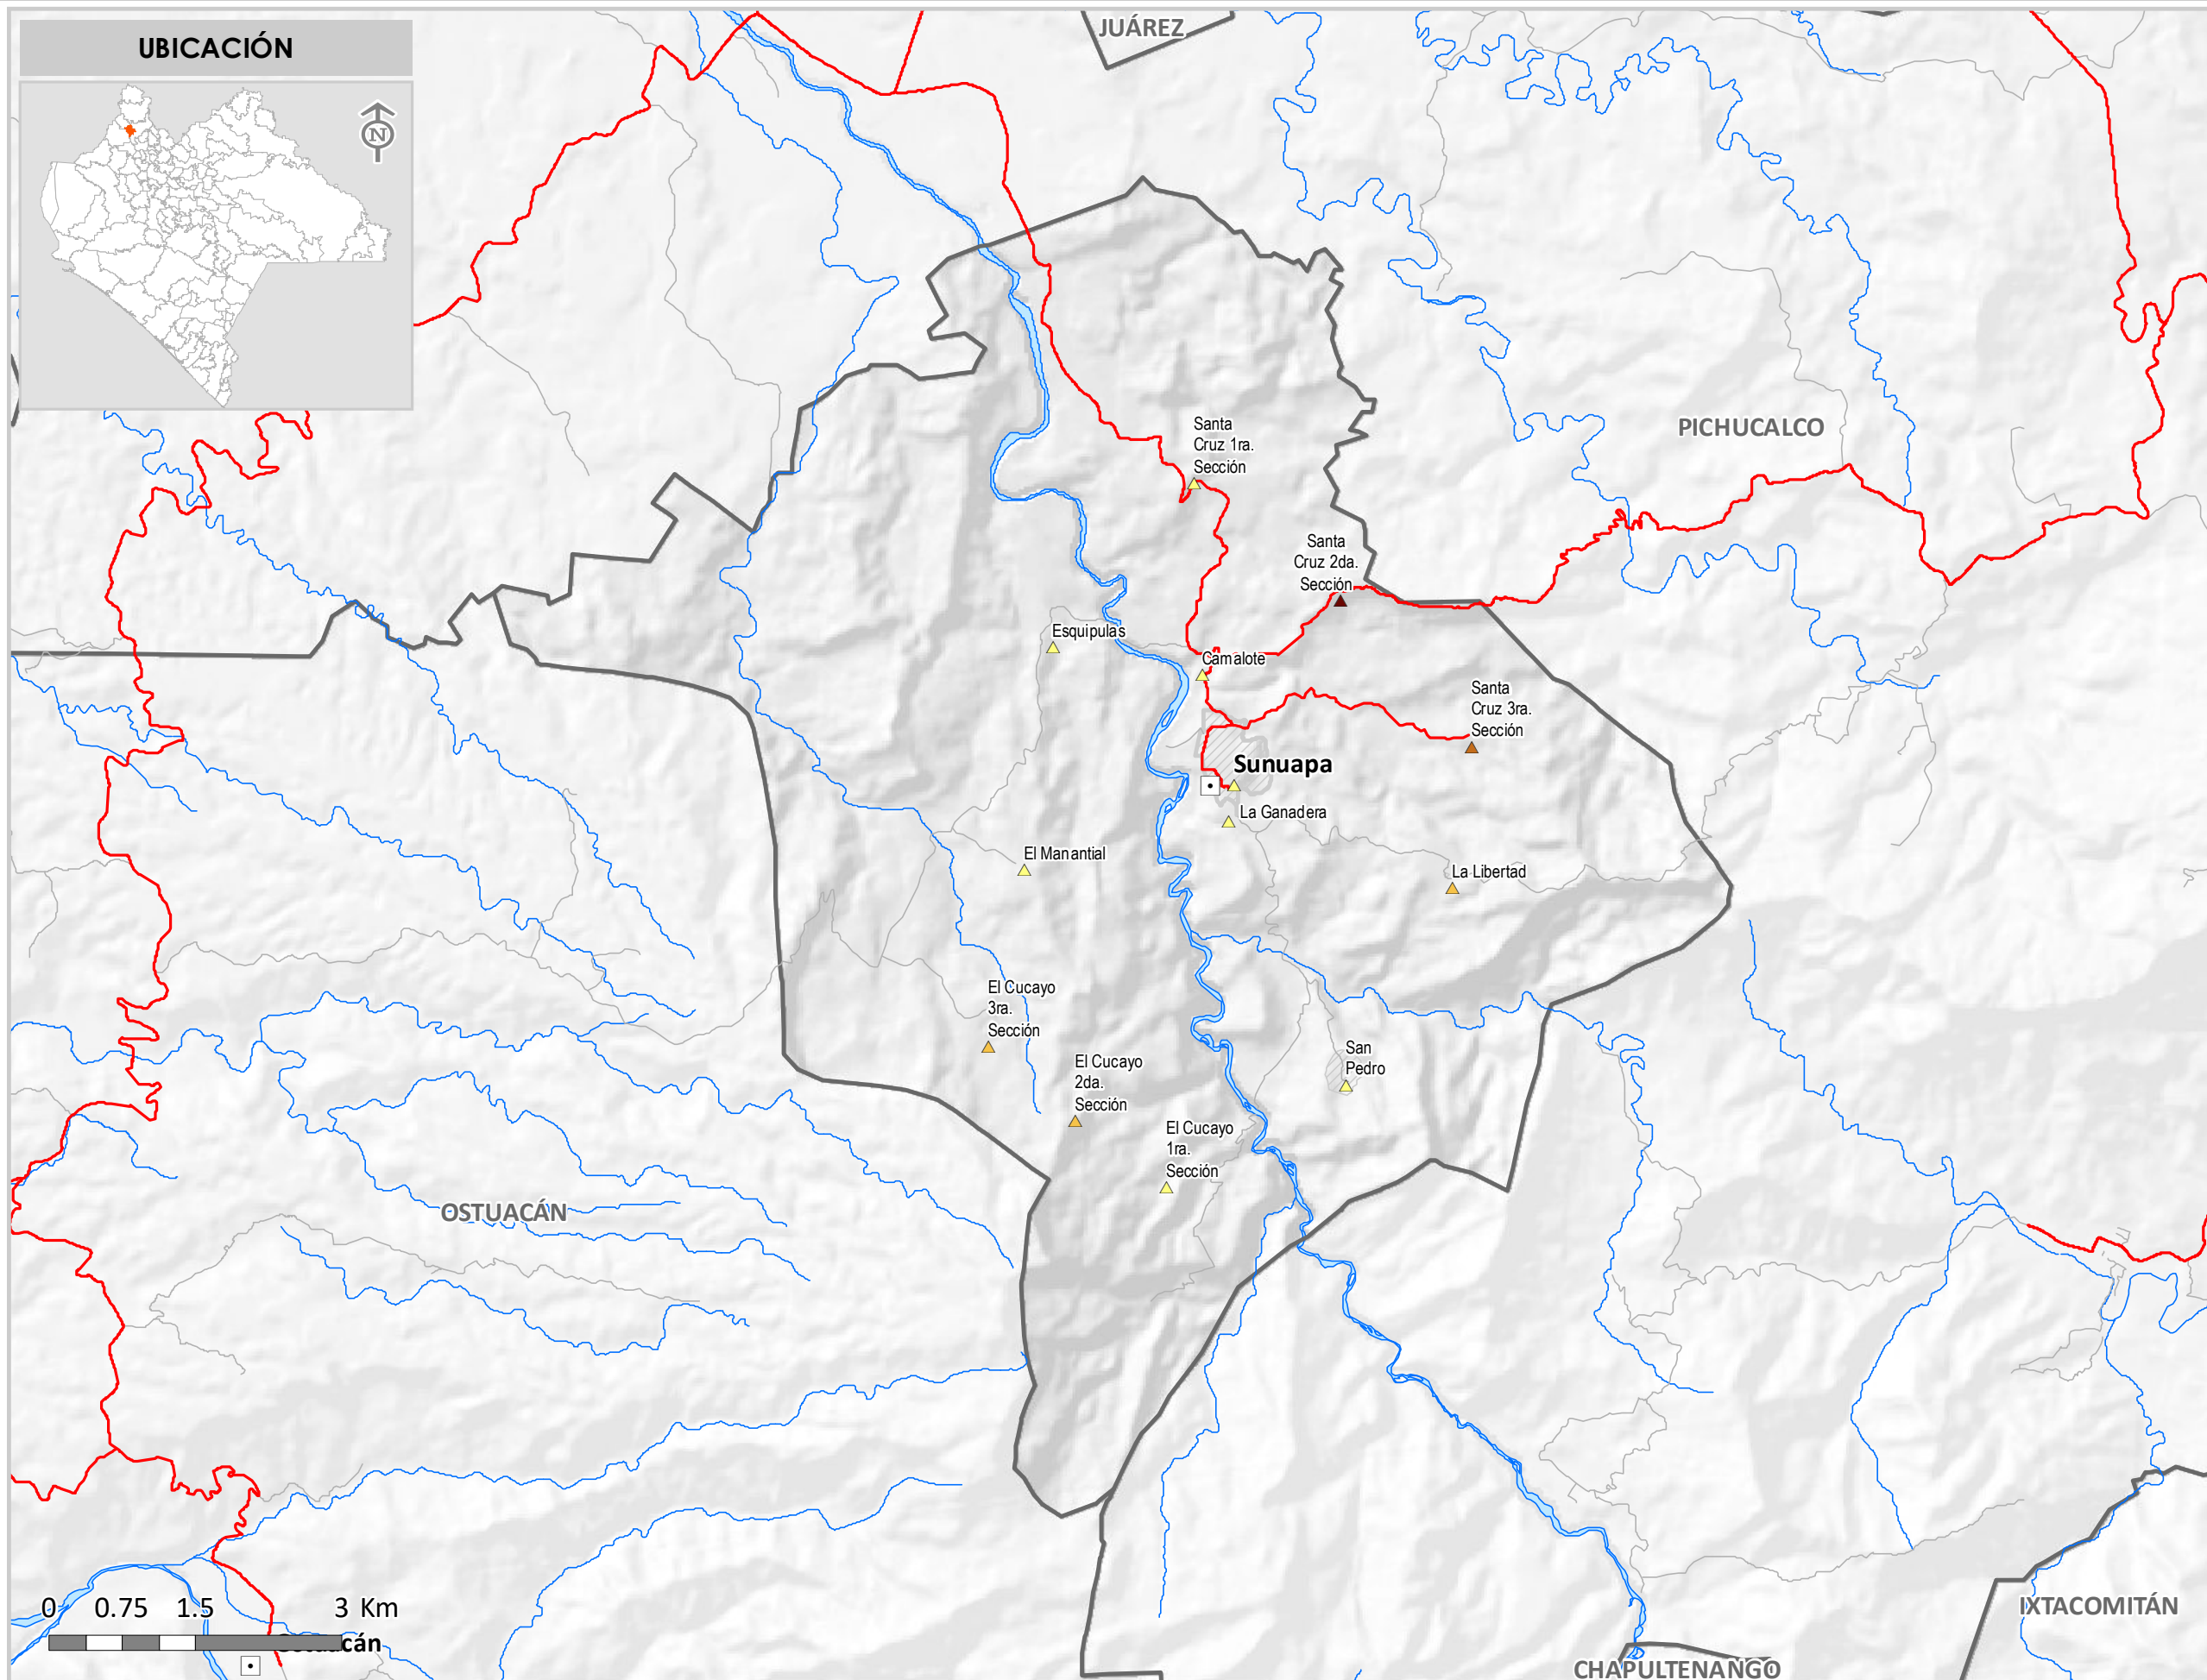 UBICACIÓN
N
JUÁREZ
PICHUCALCO
Santa
Cruz 1ra.
Sección
Santa
Cruz 2da.
Sección
Esquipulas
Camalote
Santa
Cruz 3ra.
Sección
Sunuapa
La Ganadera
El Manantial
La Libertad
El Cucayo
3ra.
Sección
San
Pedro
El Cucayo
2da.
Sección
El Cucayo
1ra.
Sección
OSTUACÁN
0 0.75 1.5 3 Km
Ostuacán
IXTACOMITÁN
CHAPULTENANGO